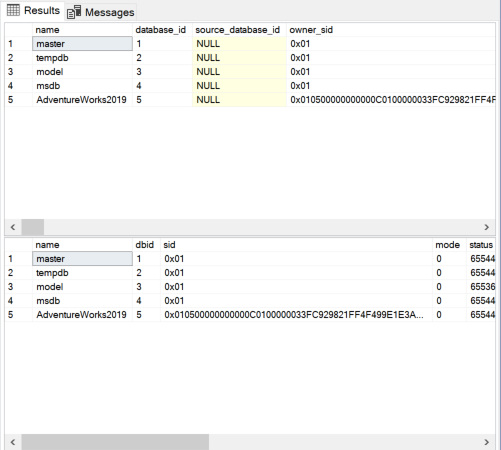 Results Messages
name database_id source_database_id owner_sid
1 master 1 NULL 0x01
2 tempdb 2 NULL 0x01
3 model 3 NULL 0x01
4 msdb 4 NULL 0x01
5 AdventureWorks2019 5 NULL 0x010500000000000C0100000033FC929821FF4F
name dbid sid mode status
1 master 1 0x01 0 65544
2 tempdb 2 0x01 0 65544
3 model 3 0x01 0 65536
4 msdb 4 0x01 0 65544
5 AdventureWorks2019 5 0x010500000000000C0100000033FC929821FF4F499E1E3A... 0 65544